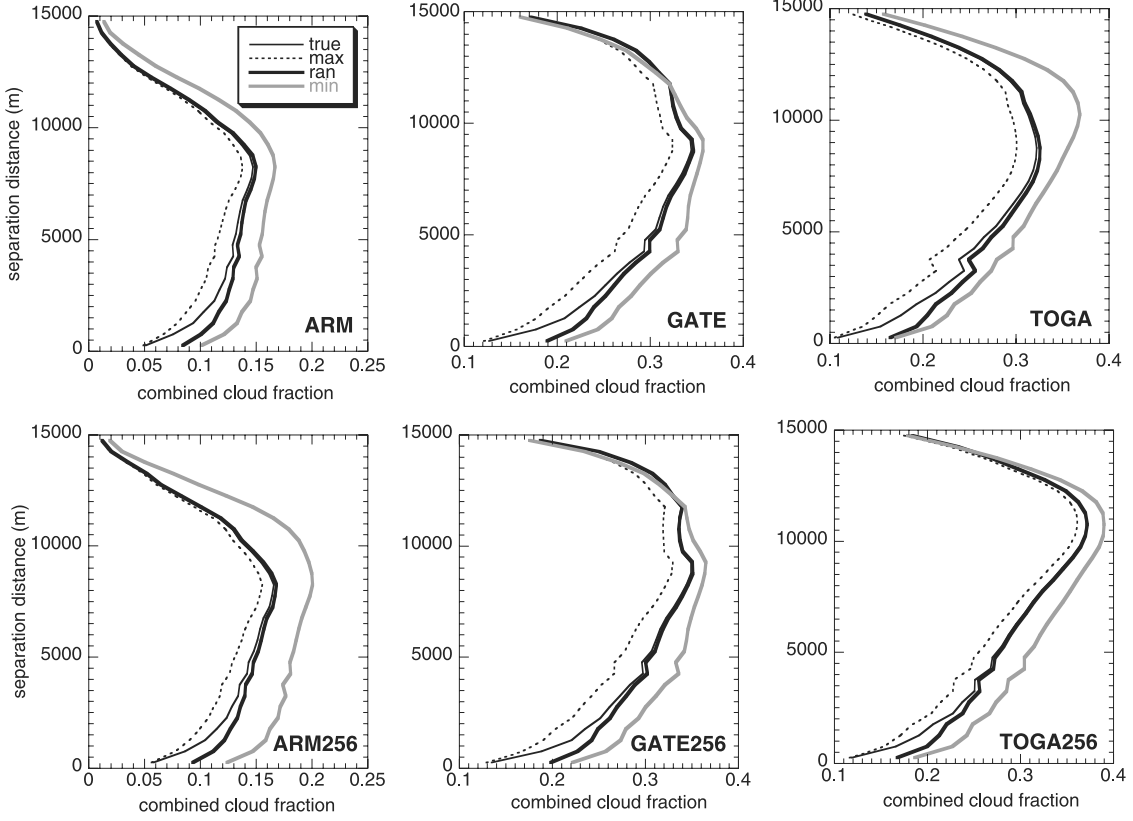 15000
10000
5000
0
separation distance (m)
true
max
ran
min
ARM
0 0.05 0.1 0.15 0.2 0.25
combined cloud fraction
15000
10000
5000
0
GATE
0.1 0.2 0.3 0.4
combined cloud fraction
15000
10000
5000
0
TOGA
0.1 0.2 0.3 0.4
combined cloud fraction
15000
10000
5000
0
separation distance (m)
ARM256
0 0.05 0.1 0.15 0.2 0.25
combined cloud fraction
15000
10000
5000
0
GATE256
0.1 0.2 0.3 0.4
combined cloud fraction
15000
10000
5000
0
TOGA256
0.1 0.2 0.3 0.4
combined cloud fraction